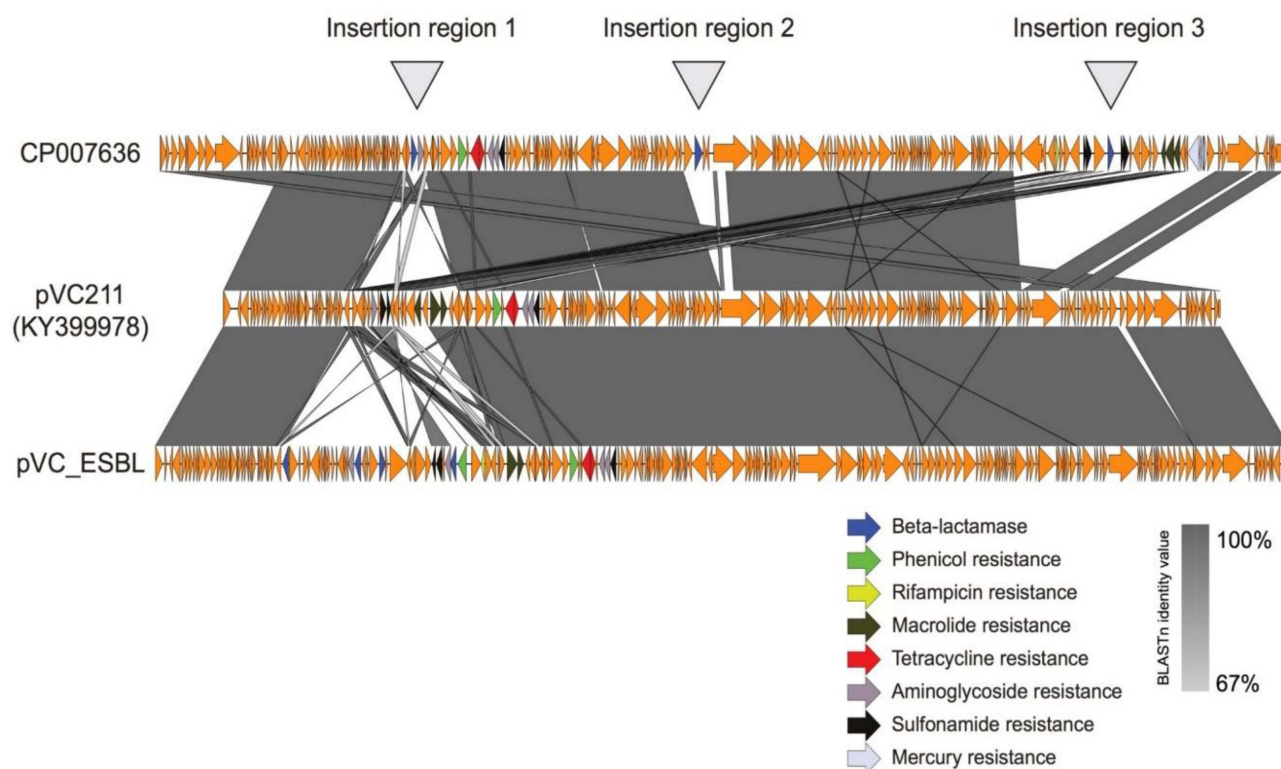 Insertion region 1
Insertion region 2
Insertion region 3
CP007636
pVC211
(KY399978)
pVC_ESBL
Beta-lactamase
Phenicol resistance
Rifampicin resistance
Macrolide resistance
Tetracycline resistance
Aminoglycoside resistance
Sulfonamide resistance
Mercury resistance
BLASTn identity value
100%
67%